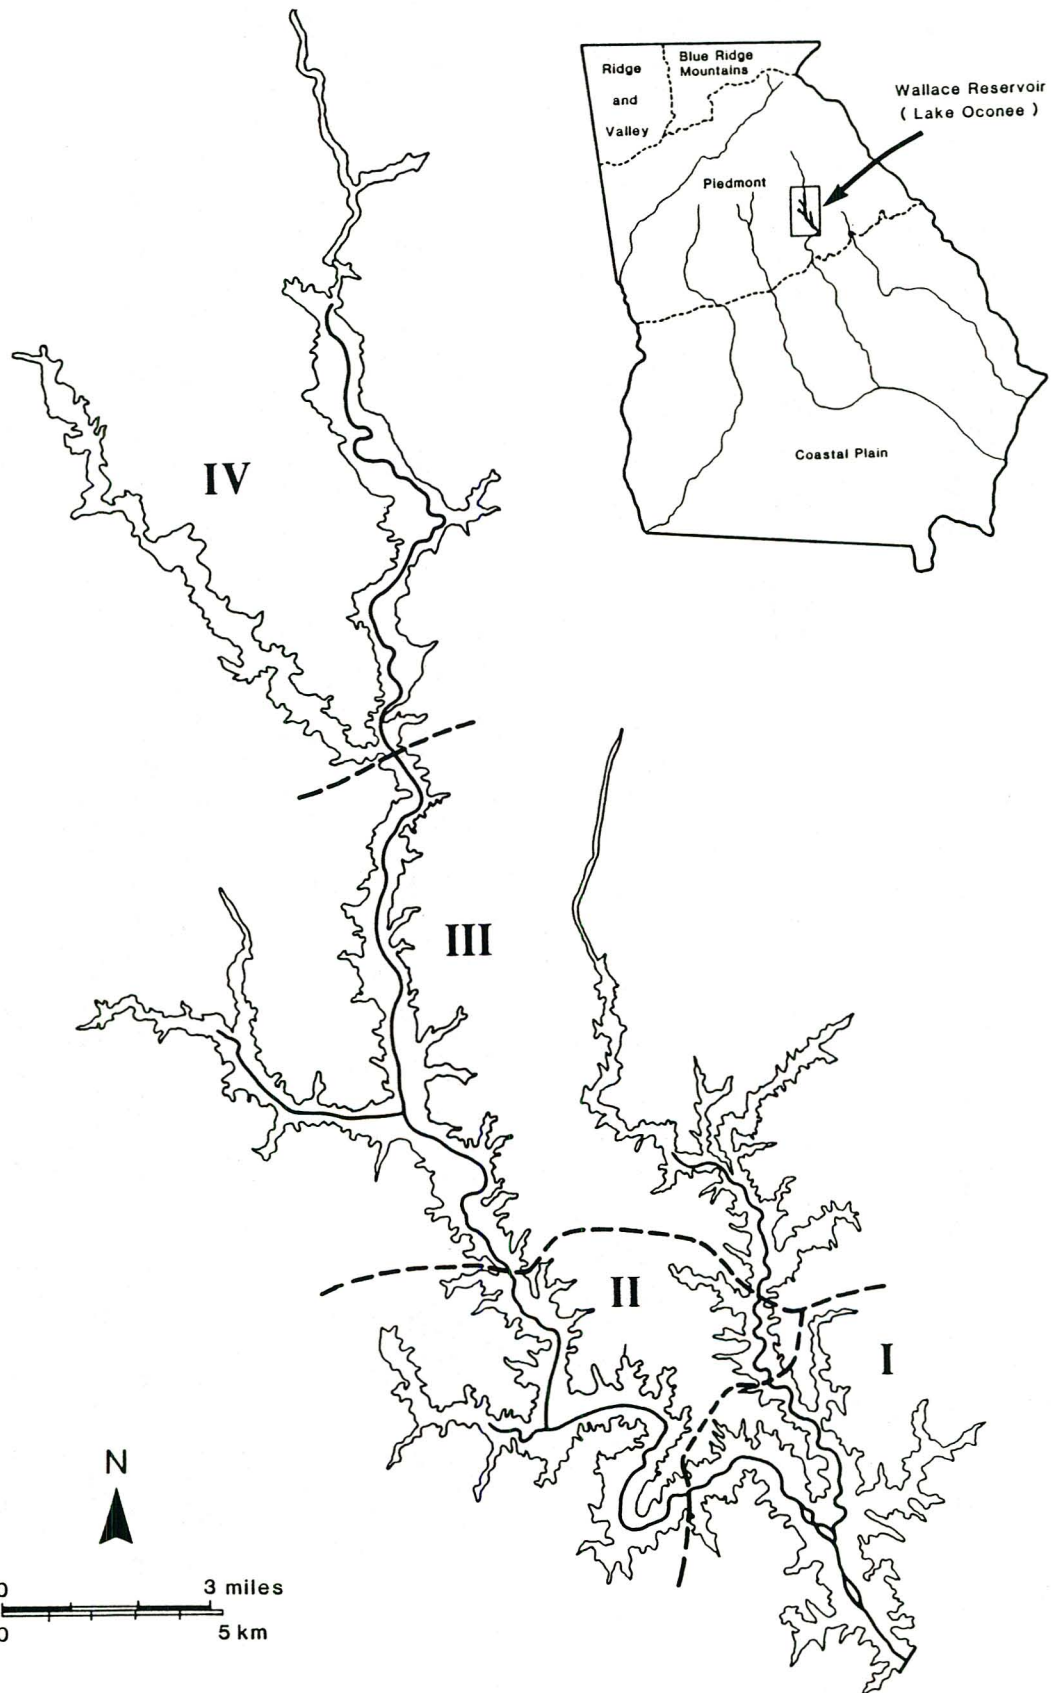 Ridge
and
Valley
Blue Ridge
Mountains
Wallace Reservoir
( Lake Oconee )
Piedmont
Coastal Plain
IV
III
II
I
N
0 3 miles
0 5 km